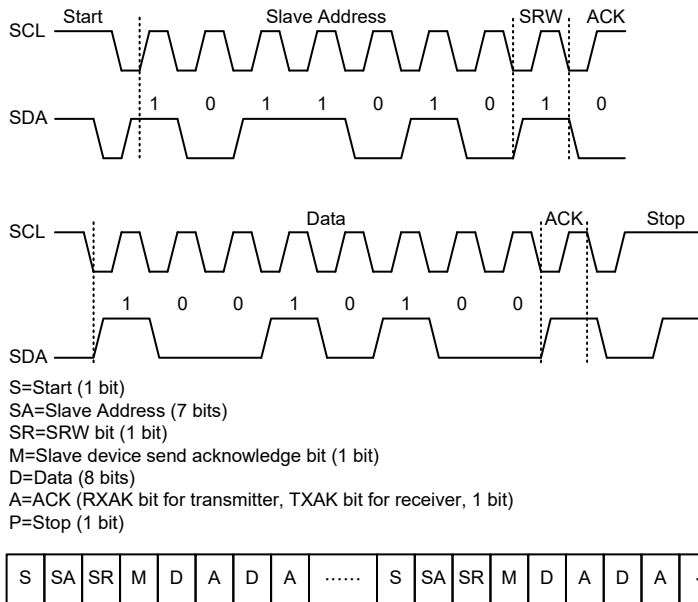 Start Slave Address SRW ACK
SCL
1 0 1 1 0 1 0 1 0
SDA
Data ACK Stop
SCL
1 0 0 1 0 1 0 0
SDA
S=Start (1 bit)
SA=Slave Address (7 bits)
SR=SRW bit (1 bit)
M=Slave device send acknowledge bit (1 bit)
D=Data (8 bits)
A=ACK (RXAK bit for transmitter, TXAK bit for receiver, 1 bit)
P=Stop (1 bit)
S SA SR M D A D A ······ S SA SR M D A D A